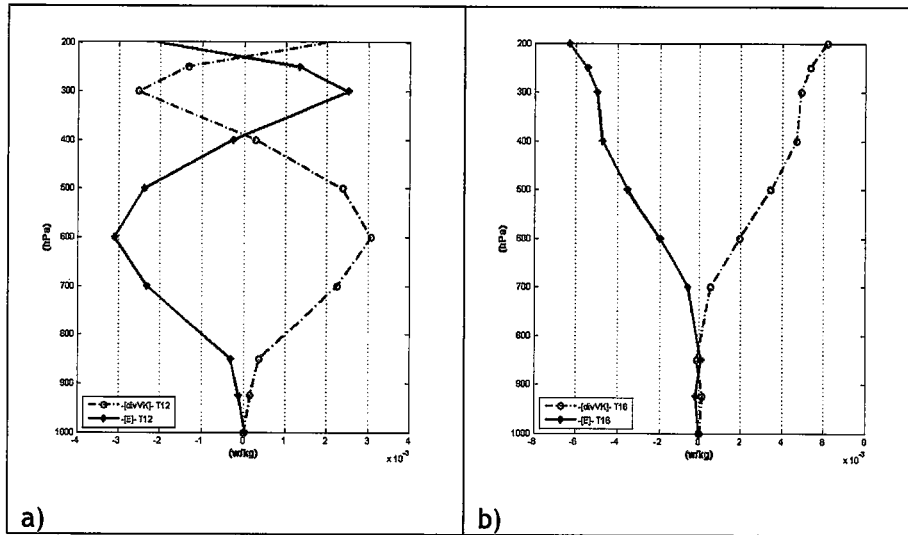 200
300
400
500
600
700
800
900
1000
(hPa)
-[divVK]- T12
-[E]- T12
-4 -3 -2 -1 0 1 2 3 4
(w/kg)
x 10⁻³
a)
200
300
400
500
600
700
800
900
1000
(hPa)
-[divVK]- T16
-[E]- T16
-8 -6 -4 -2 0 2 4 6 8
(w/kg)
x 10⁻³
b)